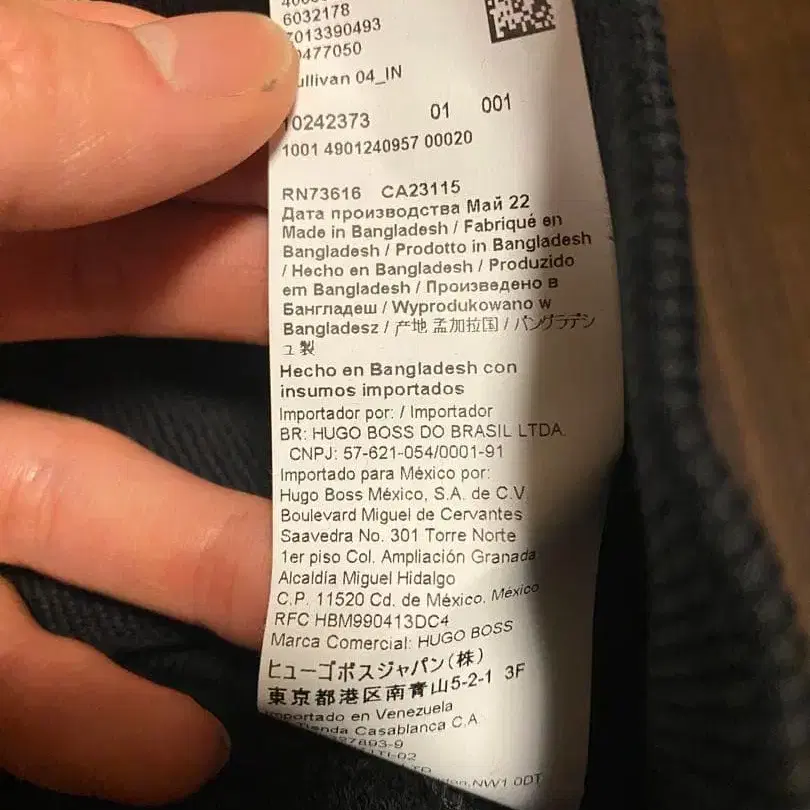 6032178
7013390493
0477050
ullivan 04_IN
10242373 01 001
1001 4901240957 00020
RN73616 CA23115
Дата производства Май 22
Made in Bangladesh / Fabriqué en
Bangladesh / Prodotto in Bangladesh
/ Hecho en Bangladesh / Produzido
em Bangladesh / Произведено в
Бангладеш / Wyprodukowano w
Bangladesz / 产地 孟加拉国 / バングラデシ
ュ製
Hecho en Bangladesh con
insumos importados
Importador por: / Importador
BR: HUGO BOSS DO BRASIL LTDA.
CNPJ: 57-621-054/0001-91
Importado para México por:
Hugo Boss México, S.A. de C.V.
Boulevard Miguel de Cervantes
Saavedra No. 301 Torre Norte
1er piso Col. Ampliación Granada
Alcaldía Miguel Hidalgo
C.P. 11520 Cd. de México. México
RFC HBM990413DC4
Marca Comercial: HUGO BOSS
ヒューゴボスジャパン(株)
東京都港区南青山5-2-1 3F
Importado en Venezuela
Tienda Casablanca C.A
27893-9
NW1 0DT